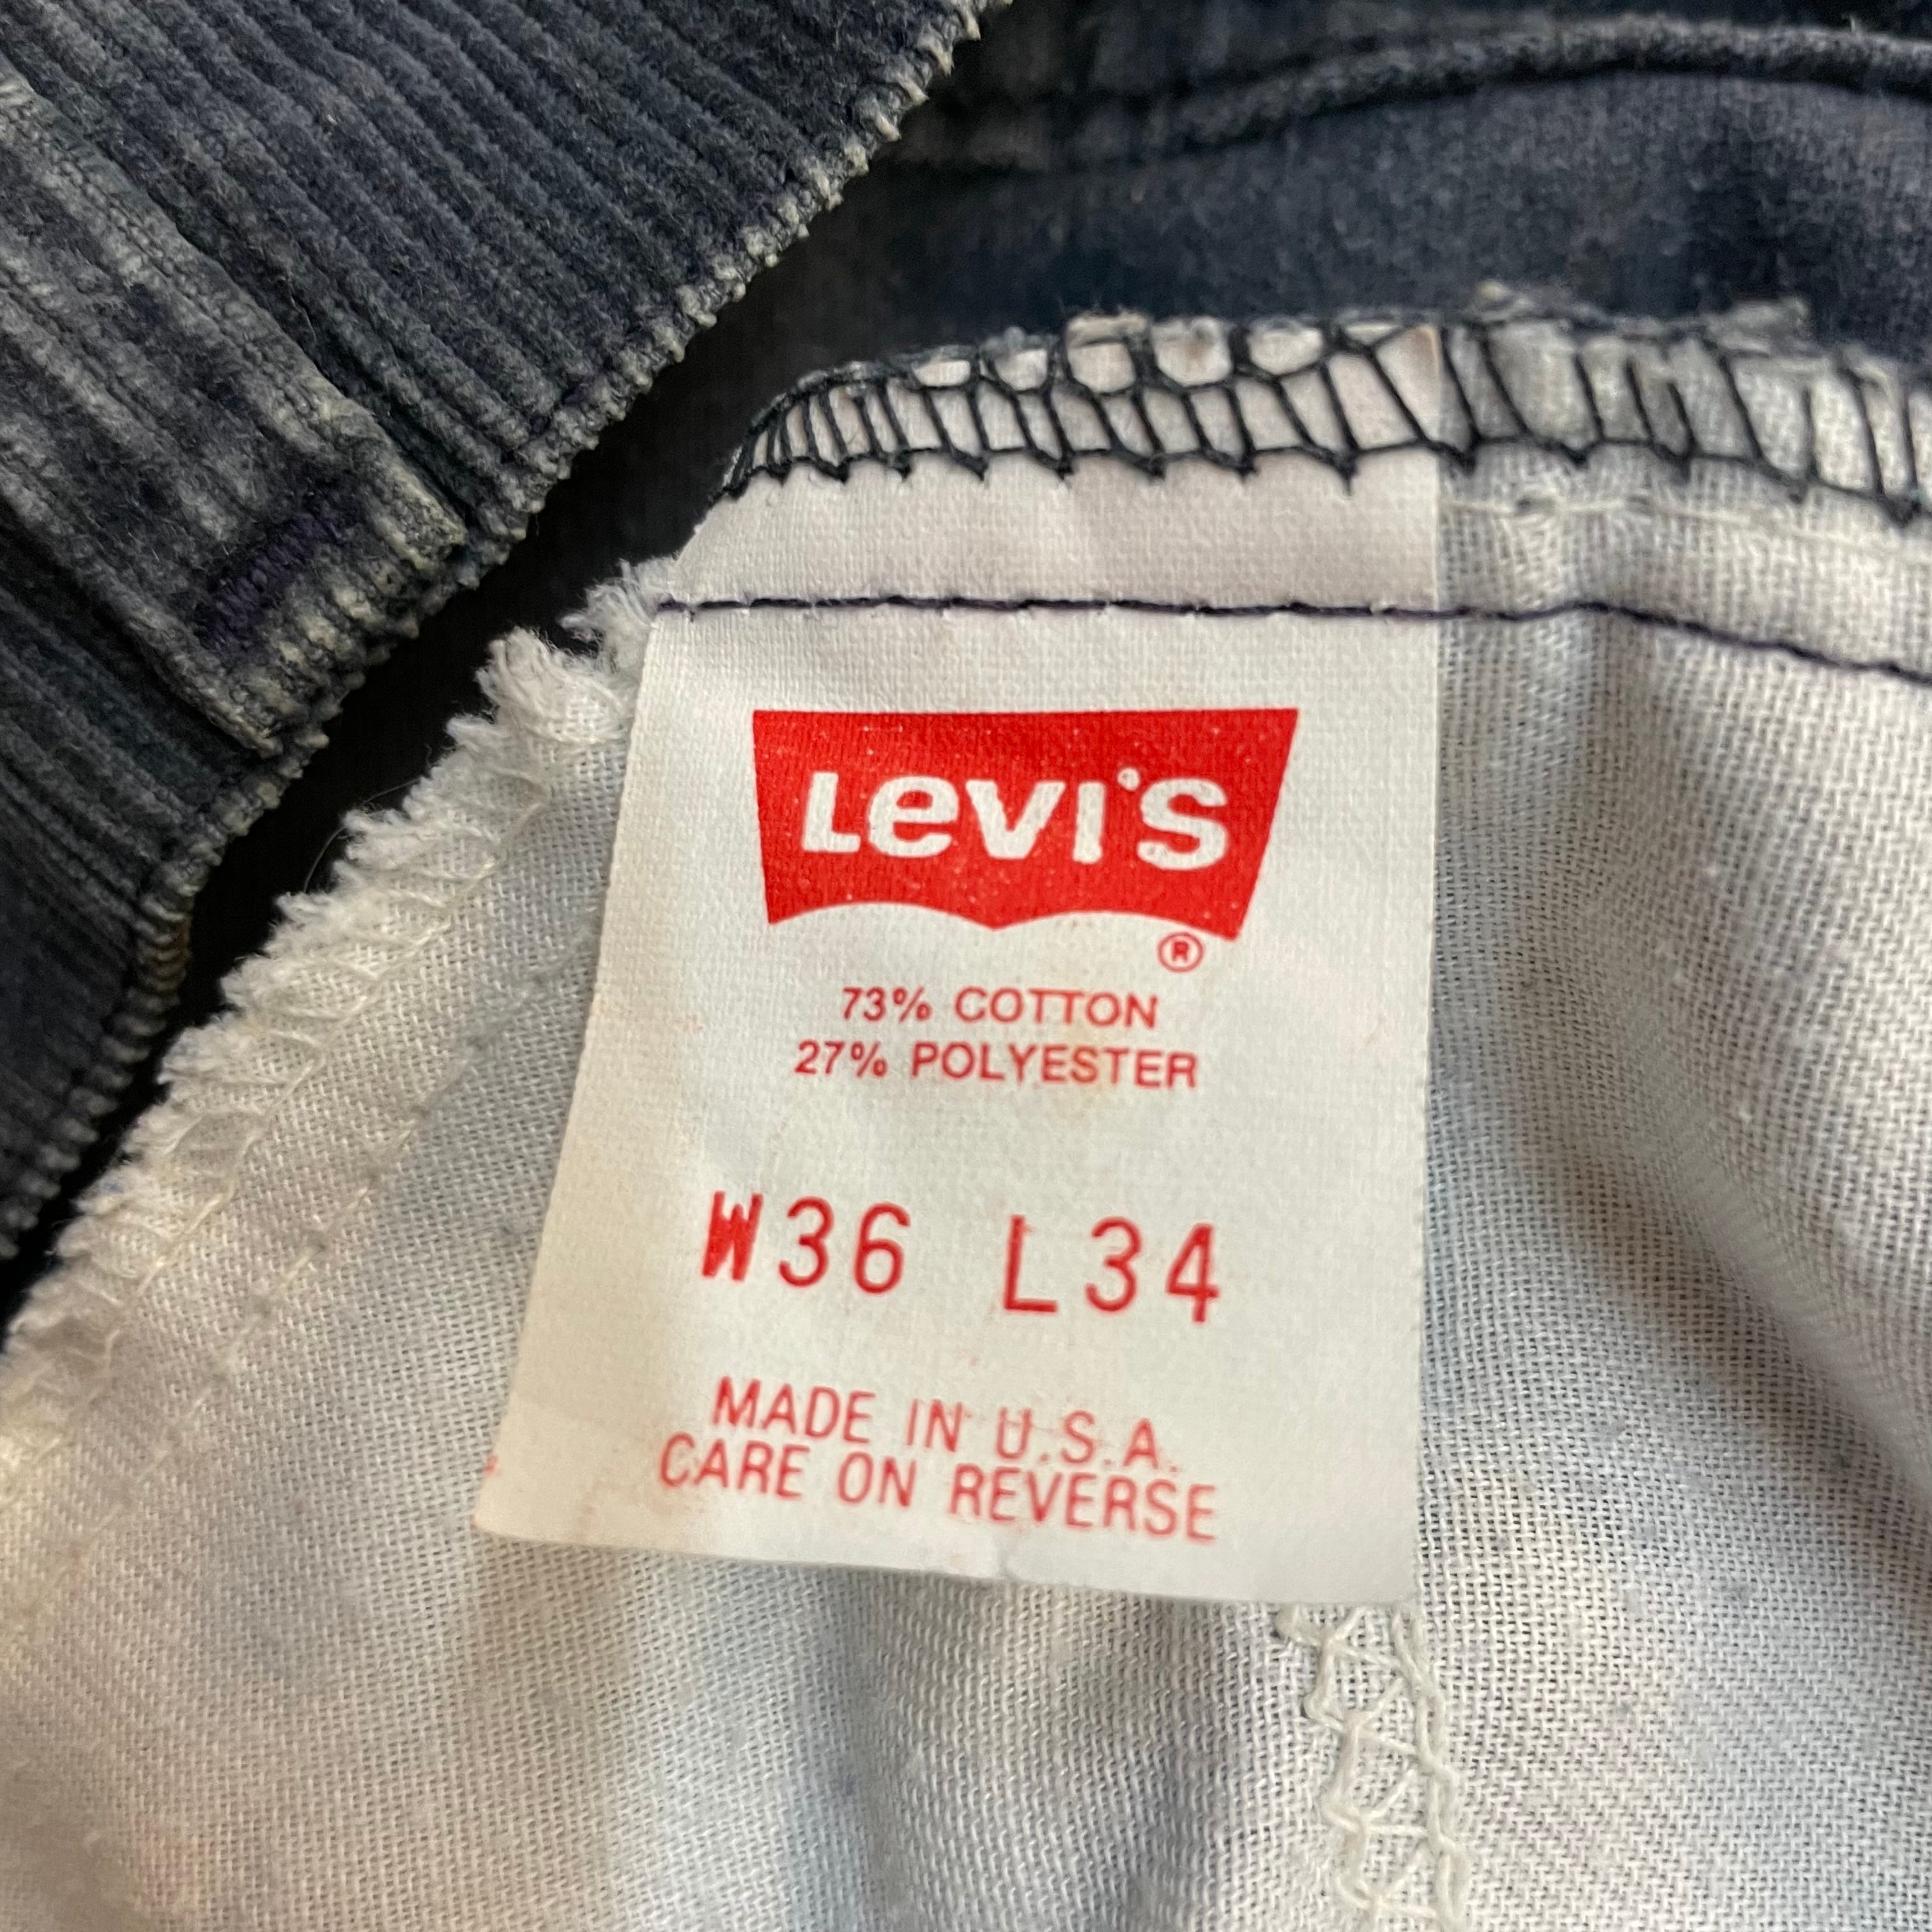 Levi's
®
73% COTTON
27% POLYESTER
W36 L34
MADE IN U.S.A.
CARE ON REVERSE